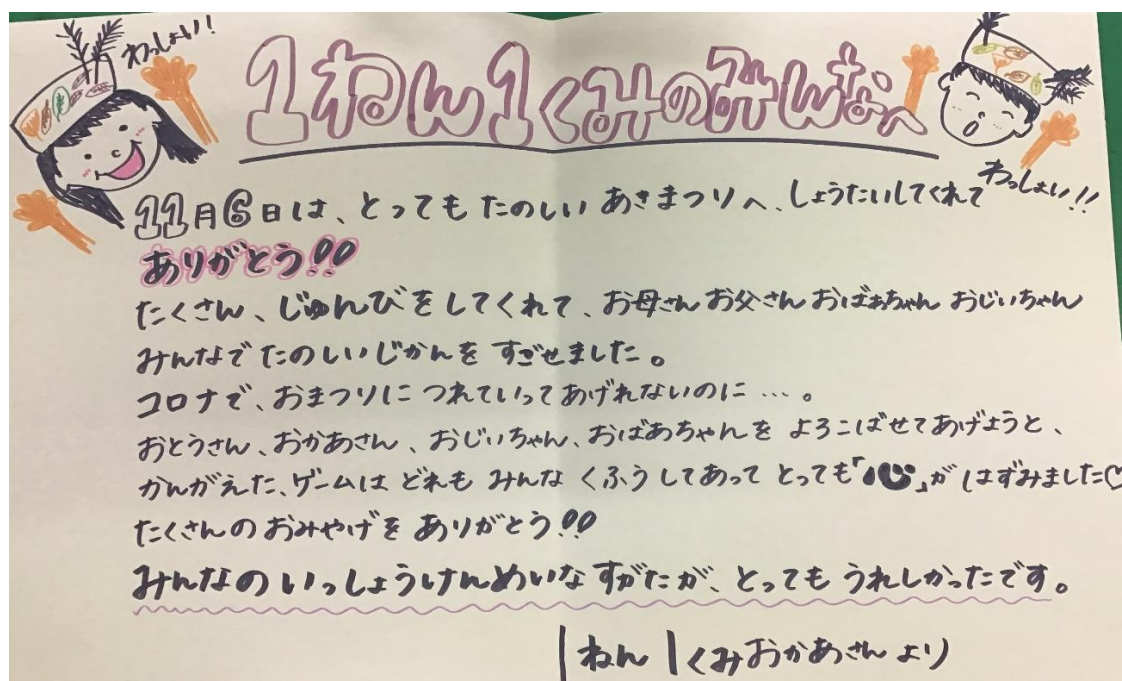 わっしょい!
1ねん1くみのみんなへ
わっしょい!!
11月6日は、とってもたのしいあきまつりへ、しょうたいしてくれて
ありがとう!!
たくさん、じゅんびをしてくれて、お母さんお父さんおばあちゃんおじいちゃん
みんなでたのしいじかんをすごせました。
コロナで、おまつりにつれていってあげれないのに…。
おとうさん、おかあさん、おじいちゃん、おばあちゃんをよろこばせてあげようと、
かんがえた、ゲームはどれもみんなくふうしてあってとっても「心」がはずみました♡
たくさんのおみやげをありがとう!!
みんなのいっしょうけんめいなすがたが、とってもうれしかったです。
1ねん1くみおかあさんより